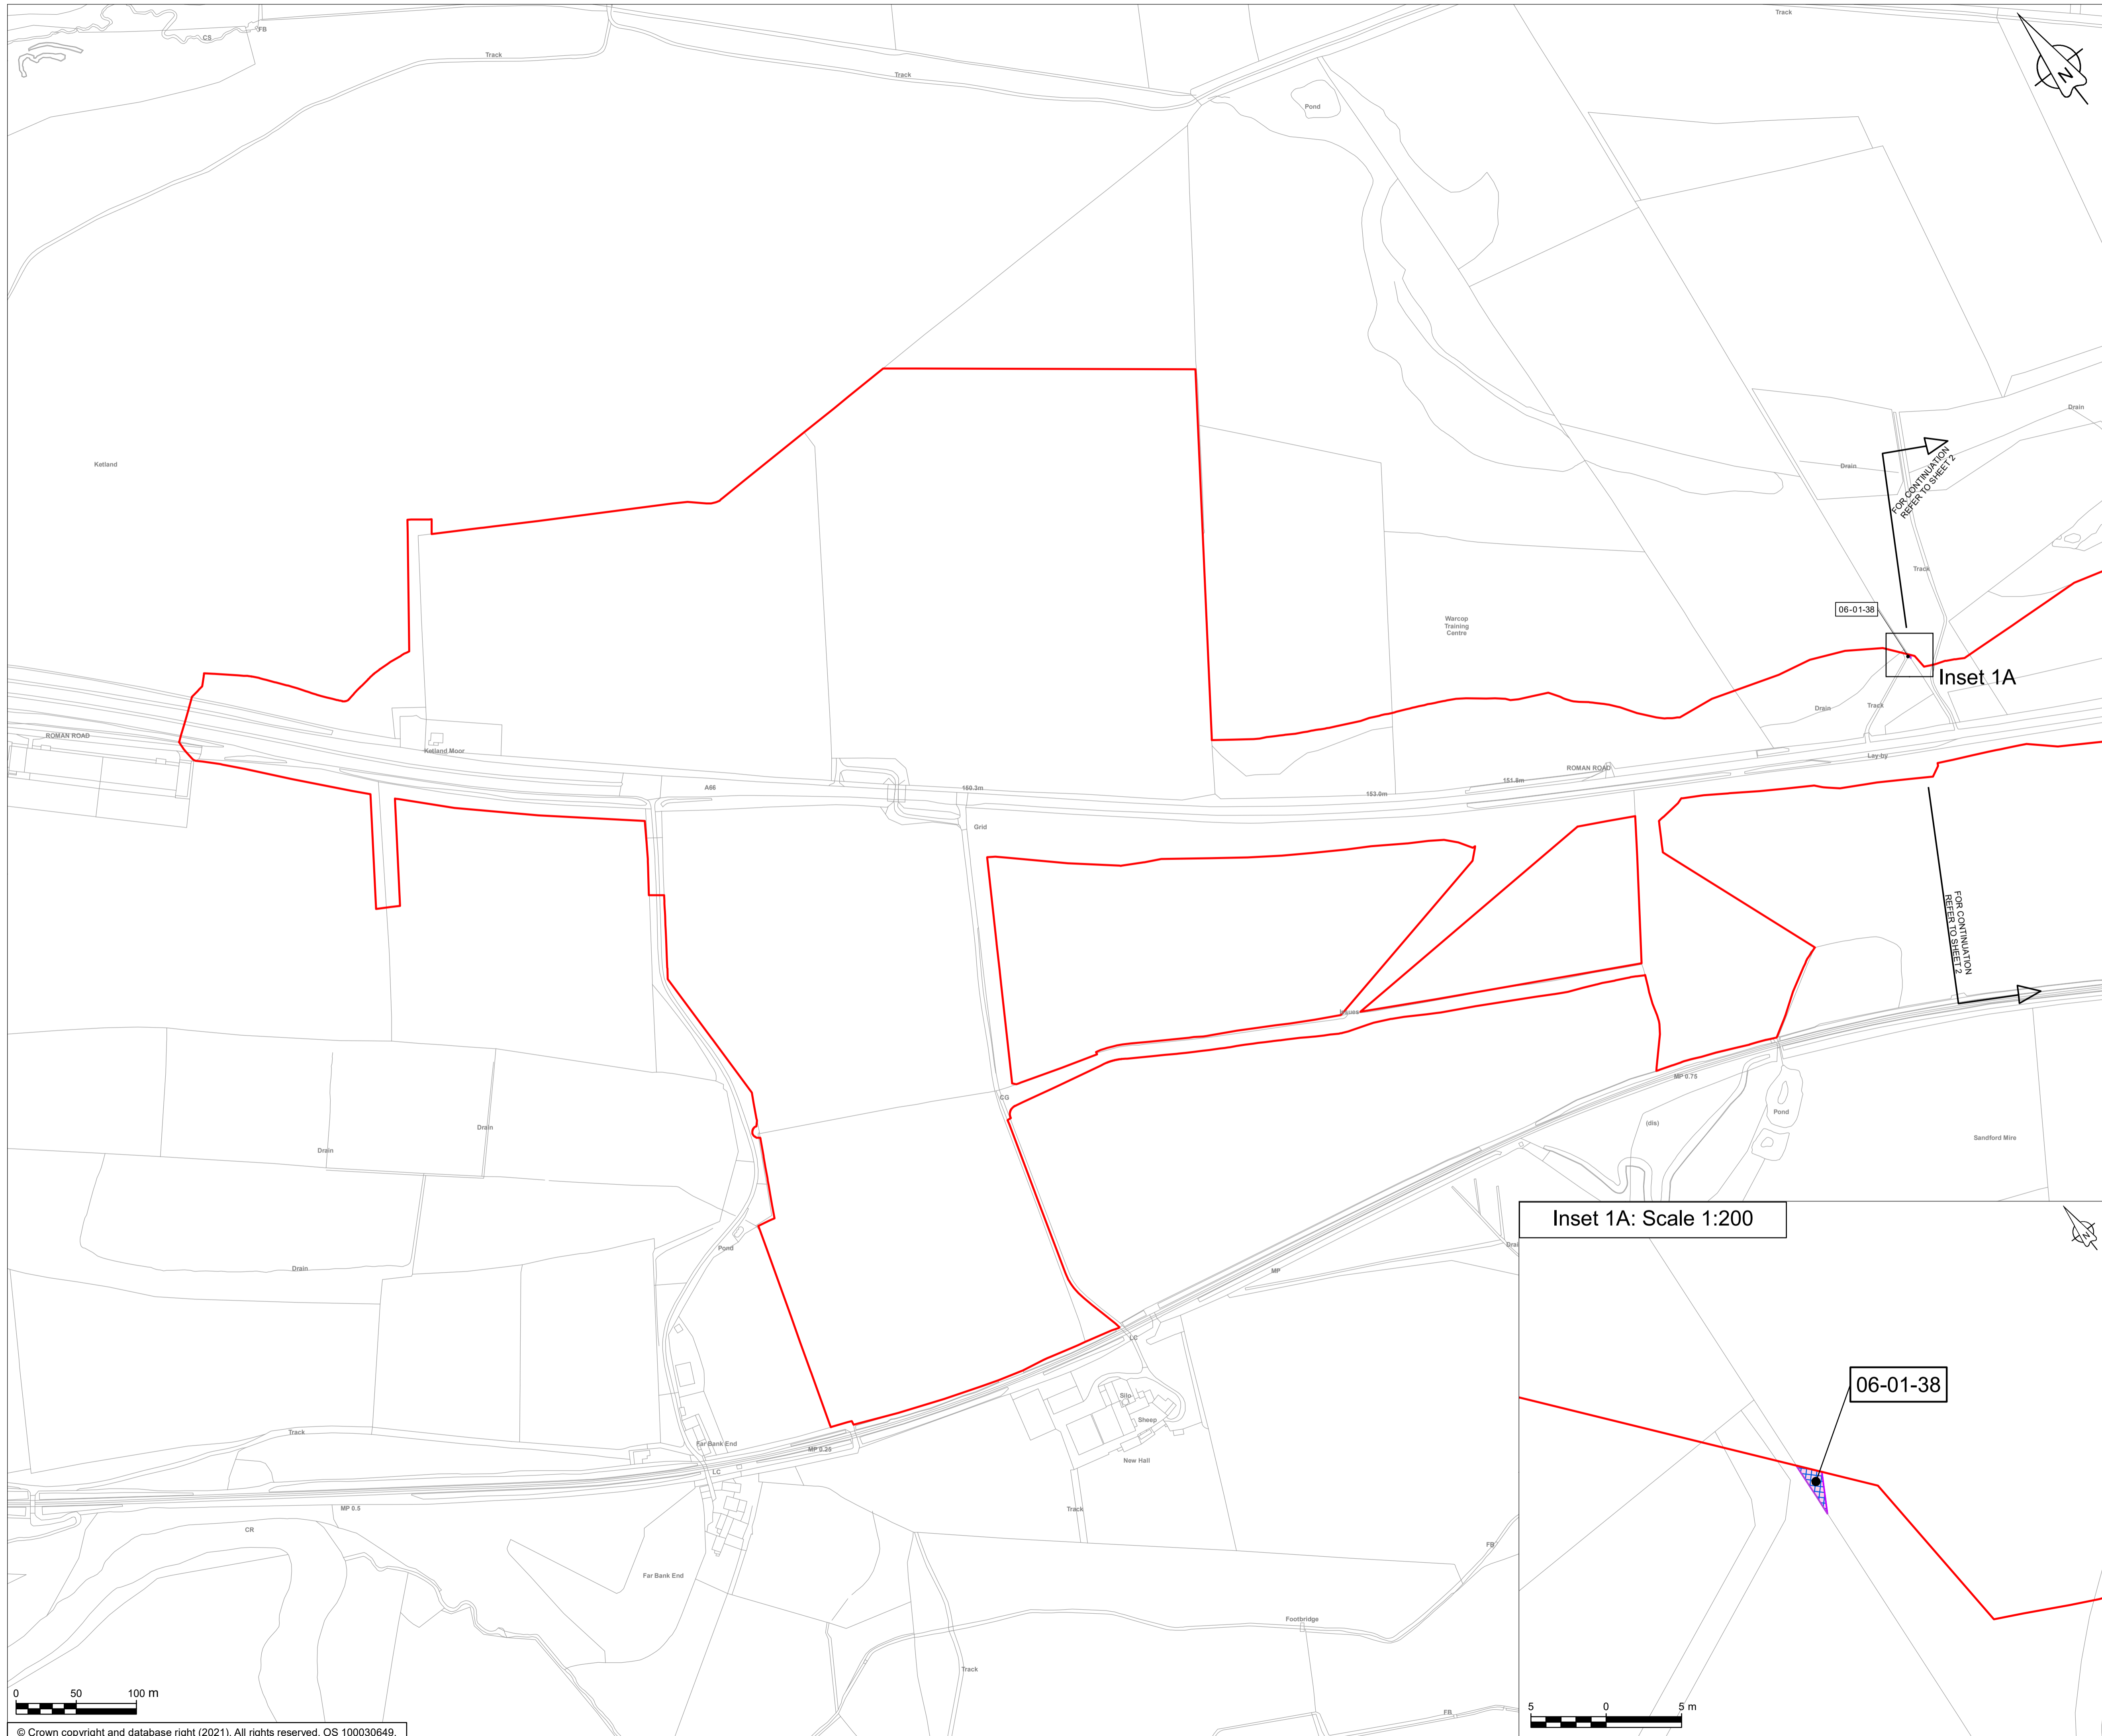 Track
FB
CS
Track
Track
Pond
N
Ketland
Drain
Drain
FOR CONTINUATION
REFER TO SHEET 2
Track
06-01-38
Warcop
Training
Centre
Inset 1A
Drain
Track
ROMAN ROAD
Ketland Moor
Lay-by
ROMAN ROAD
151.8m
A66
160.3m
153.0m
Grid
FOR CONTINUATION
REFER TO SHEET 2
Issues
MP 0.75
CG
Pond
(dis)
Drain
Sandford Mire
Drain
Inset 1A: Scale 1:200
N
Pond
Drain
MP
Drain
LC
06-01-38
Silo
Sheep
Track
Far Bank End
MP 0.25
New Hall
LC
MP 0.5
Track
CR
FB
Far Bank End
Footbridge
Track
0 50 100 m
5 0 5 m
FB
© Crown copyright and database right (2021). All rights reserved. OS 100030649.